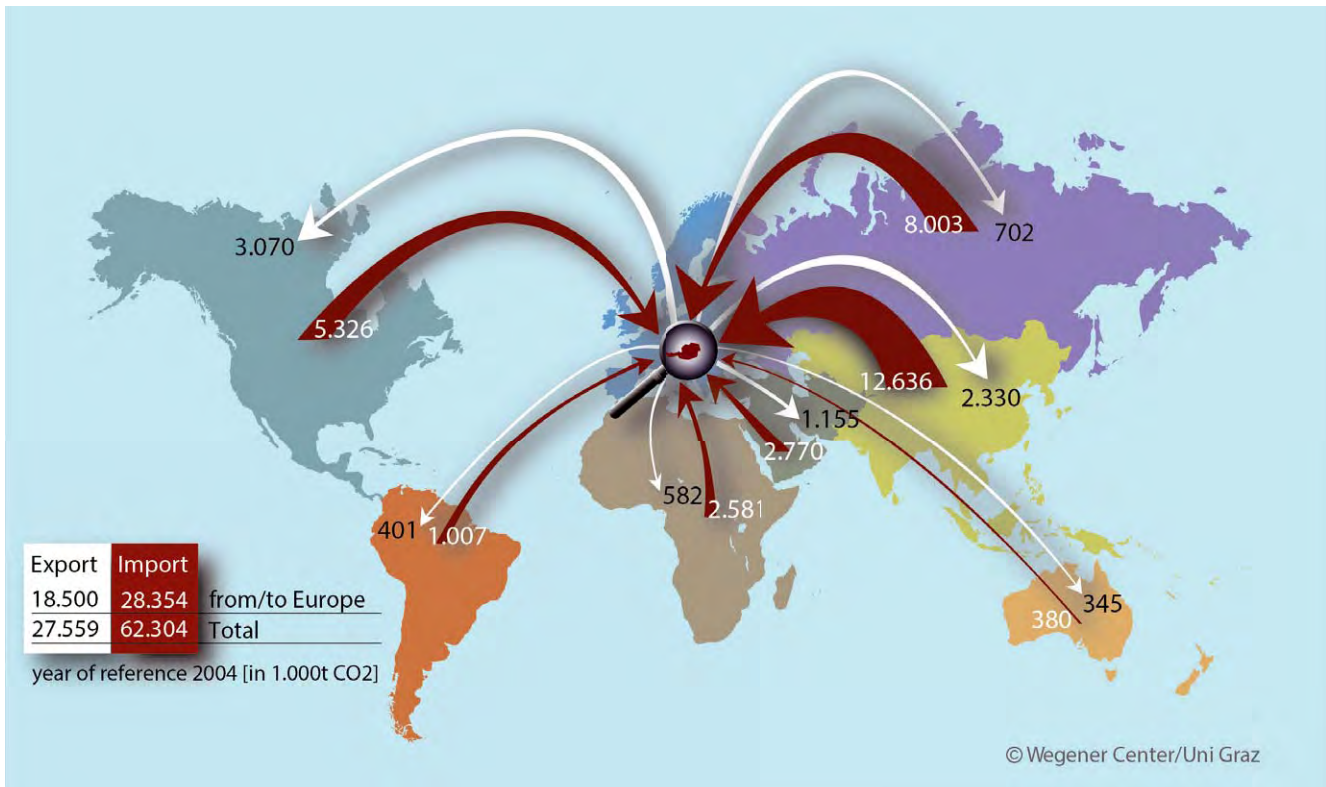 3.070
5.326
8.003
702
12.636
2.330
1.155
2.770
582
2.581
401
1.007
345
380
Export Import
18.500 28.354 from/to Europe
27.559 62.304 Total
year of reference 2004 [in 1.000t CO2]
© Wegener Center/Uni Graz